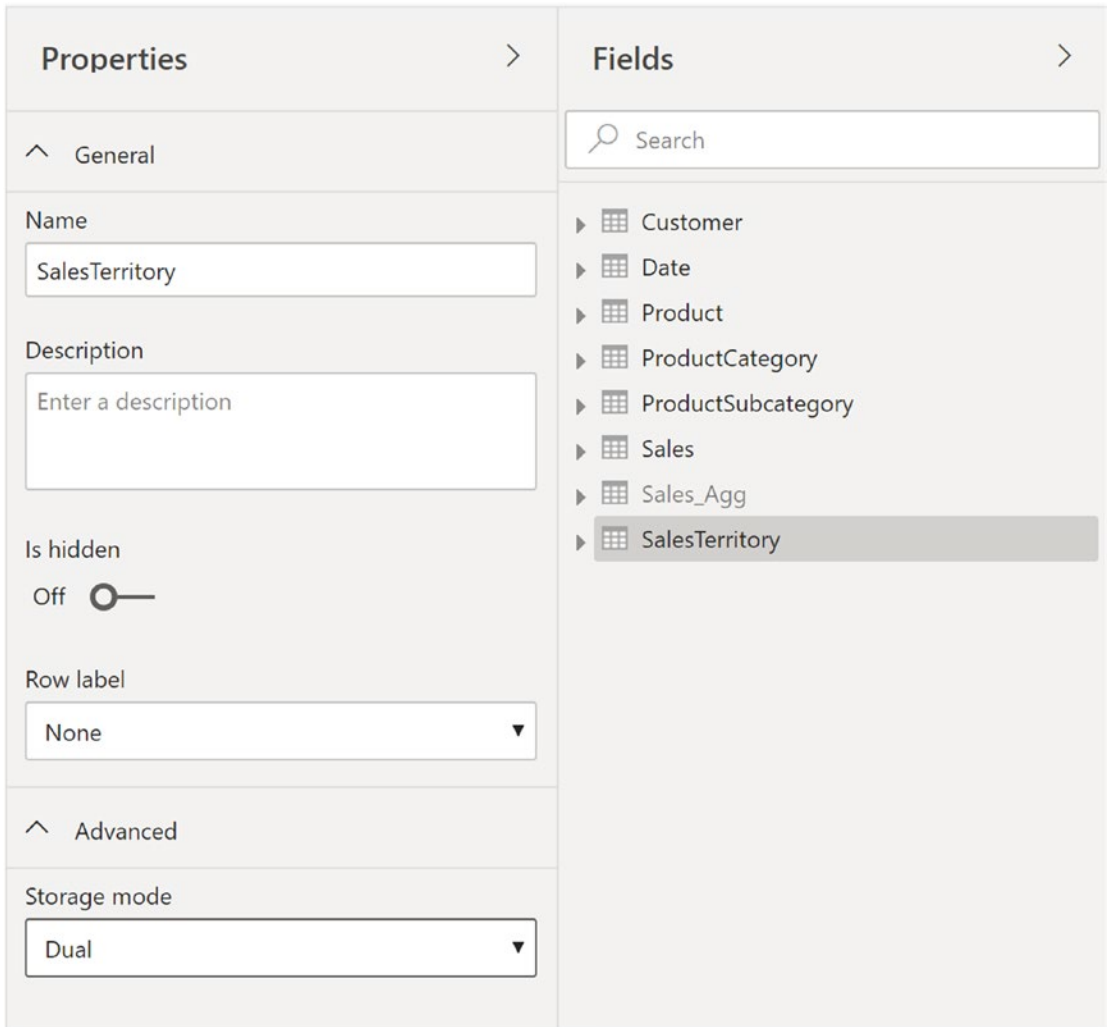 Properties
General
Name
SalesTerritory
Description
Enter a description
Is hidden
Off
Row label
None
Advanced
Storage mode
Dual
Fields
Search
Customer
Date
Product
ProductCategory
ProductSubcategory
Sales
Sales_Agg
SalesTerritory